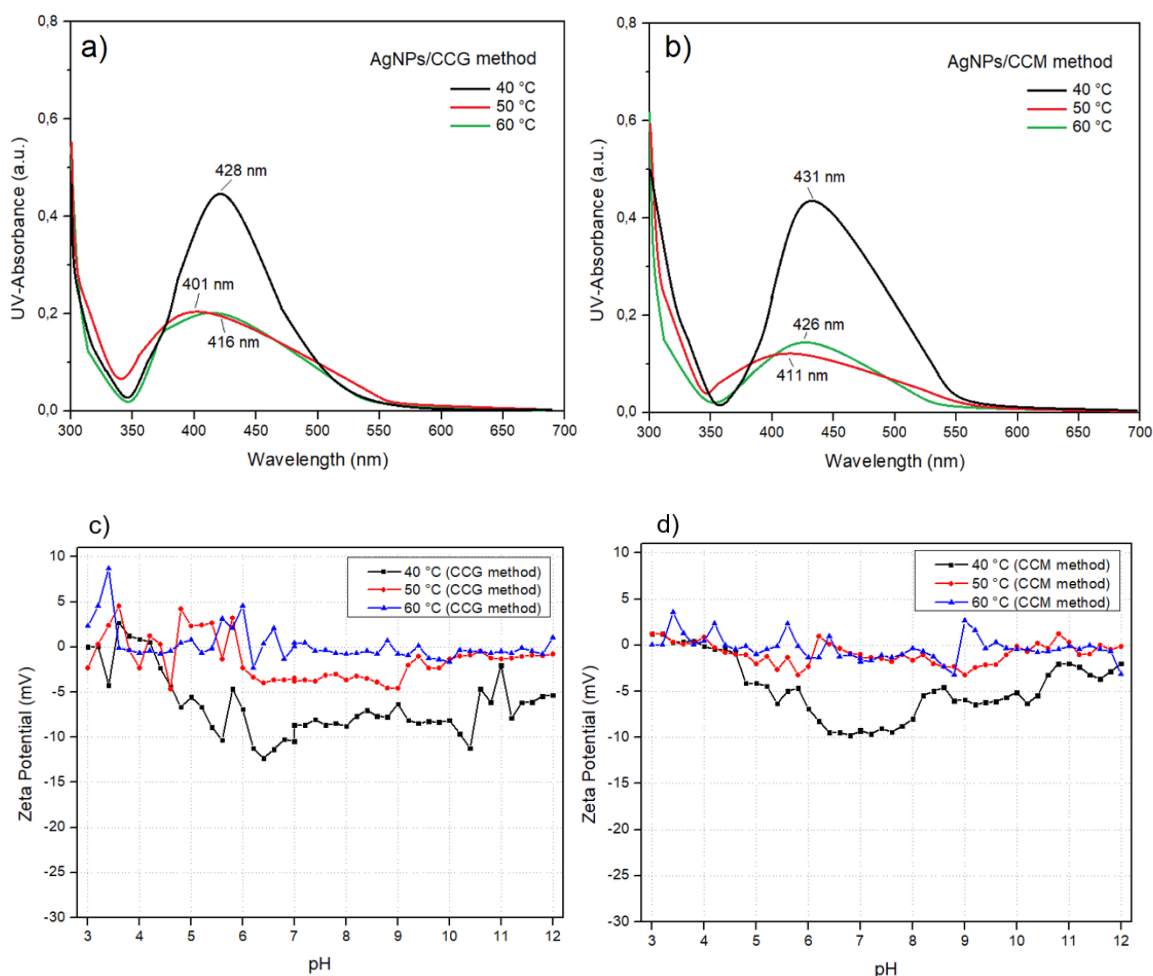 a)
AgNPs/CCG method
40 °C
50 °C
60 °C
428 nm
401 nm
416 nm
0,8
0,6
0,4
0,2
0,0
UV-Absorbance (a.u.)
300 350 400 450 500 550 600 650 700
Wavelength (nm)
b)
AgNPs/CCM method
40 °C
50 °C
60 °C
431 nm
426 nm
411 nm
0,8
0,6
0,4
0,2
0,0
UV-Absorbance (a.u.)
300 350 400 450 500 550 600 650 700
Wavelength (nm)
c)
40 °C (CCG method)
50 °C (CCG method)
60 °C (CCG method)
10
5
0
-5
-10
-15
-20
-25
-30
Zeta Potential (mV)
3 4 5 6 7 8 9 10 11 12
pH
d)
40 °C (CCM method)
50 °C (CCM method)
60 °C (CCM method)
10
5
0
-5
-10
-15
-20
-25
-30
Zeta Potential (mV)
3 4 5 6 7 8 9 10 11 12
pH